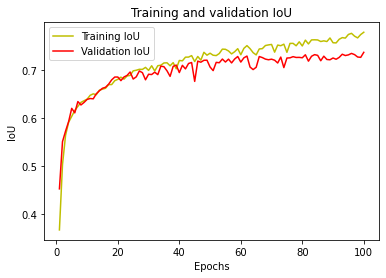 Training and validation IoU
Training IoU
Validation IoU
0.7
0.6
0.5
0.4
IoU
0
20
40
60
80
100
Epochs